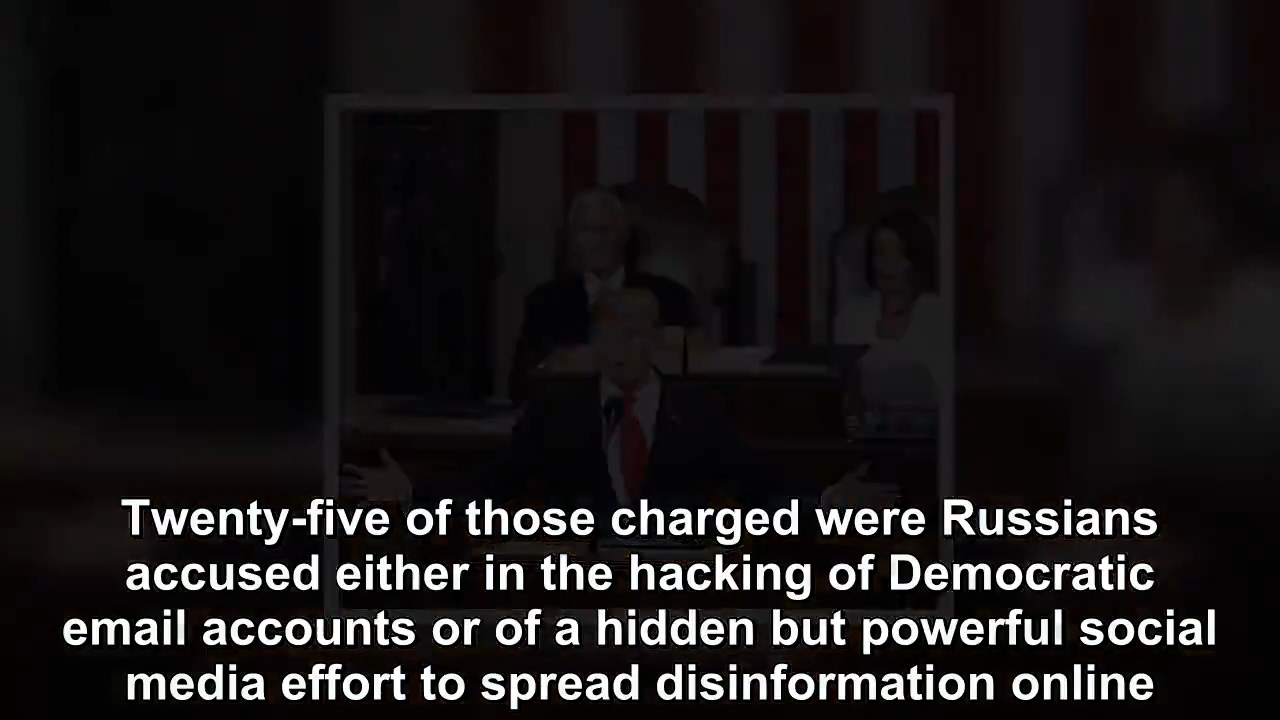 Twenty-five of those charged were Russians
accused either in the hacking of Democratic
email accounts or of a hidden but powerful social
media effort to spread disinformation online